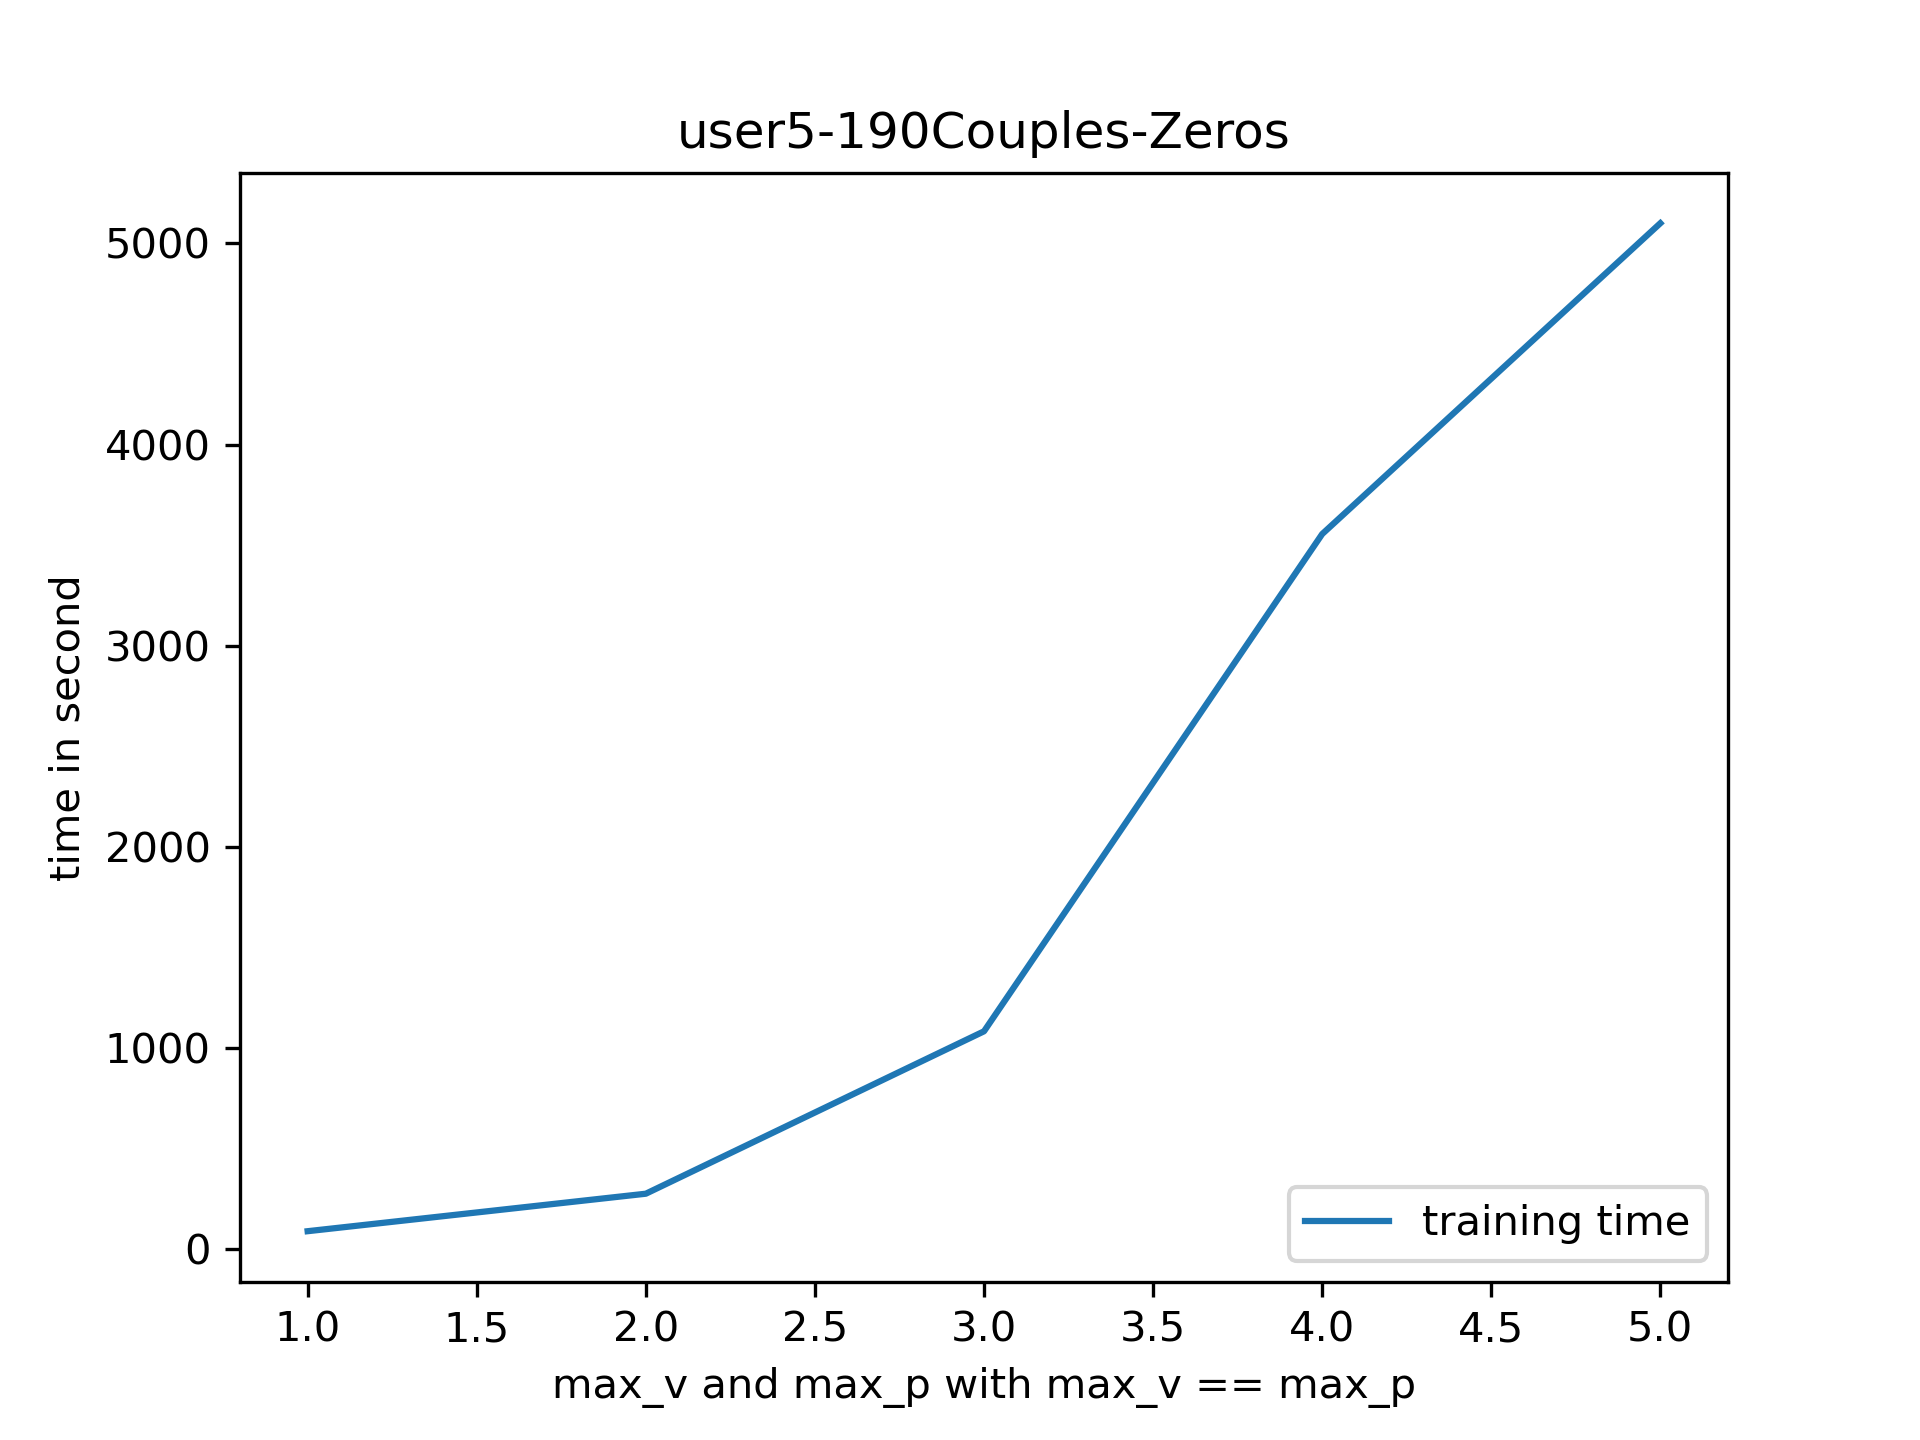 user5-190Couples-Zeros
5000
4000
3000
2000
1000
0
time in second
training time
1.0 1.5 2.0 2.5 3.0 3.5 4.0 4.5 5.0
max_v and max_p with max_v == max_p